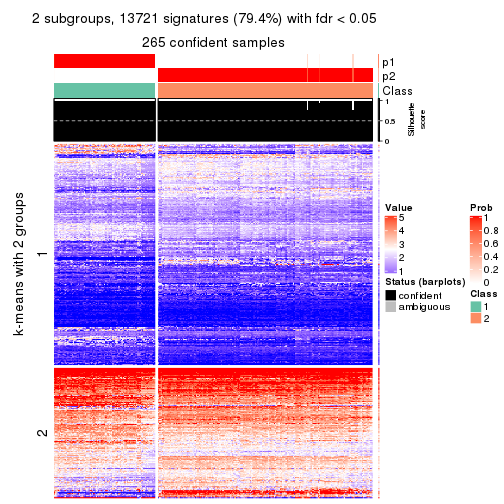 2 subgroups, 13721 signatures (79.4%) with fdr < 0.05
265 confident samples
p1
p2
Class
1
0.5
0
Silhouette
score
k-means with 2 groups
1
2
Value
5
4
3
2
1
Status (barplots)
confident
ambiguous
Prob
1
0.8
0.6
0.4
0.2
0
Class
1
2